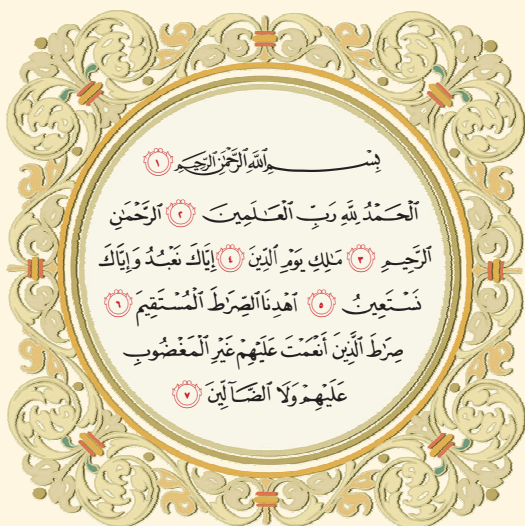 بِسْمِ ٱللَّهِ ٱلرَّحْمَٰنِ ٱلرَّحِيمِ ١
ٱلْحَمْدُ لِلَّهِ رَبِّ ٱلْعَٰلَمِينَ ٢ ٱلرَّحْمَٰنِ
ٱلرَّحِيمِ ٣ مَٰلِكِ يَوْمِ ٱلدِّينِ ٤ إِيَّاكَ نَعْبُدُ وَإِيَّاكَ
نَسْتَعِينُ ٥ ٱهْدِنَا ٱلصِّرَٰطَ ٱلْمُسْتَقِيمَ ٦
صِرَٰطَ ٱلَّذِينَ أَنْعَمْتَ عَلَيْهِمْ غَيْرِ ٱلْمَغْضُوبِ
عَلَيْهِمْ وَلَا ٱلضَّآلِّينَ ٧